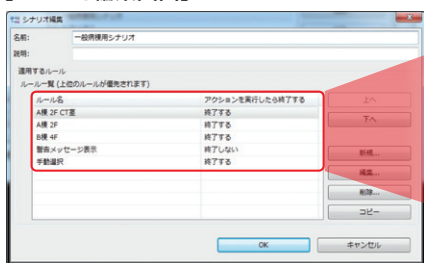 シナリオ編集
名前: 一般病棟用シナリオ
説明:
適用するルール
ルール一覧 (上位のルールが優先されます)
ルール名 アクションを実行したら終了する
A棟 2F CT室 終了する
A棟 2F 終了する
B棟 4F 終了する
警告メッセージ表示 終了しない
手動選択 終了する
上へ
下へ
新規...
編集...
削除...
コピー
OK キャンセル